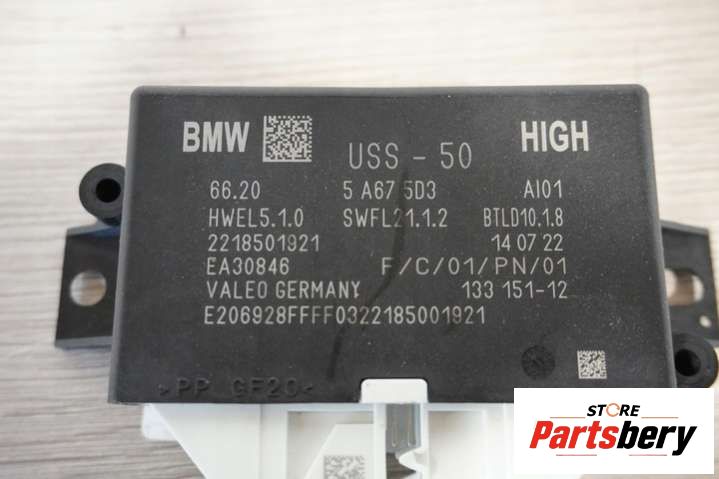 BMW HIGH
USS - 50
66.20 5 A67 5D3 AI01
HWEL5.1.0 SWFL21.1.2 BTLD10.1.8
2218501921 14 07 22
EA30846 F/C/01/PN/01
VALEO GERMANY 133 151-12
E206928FFFF0322185001921
>PP GF20<
STORE
Partsbery